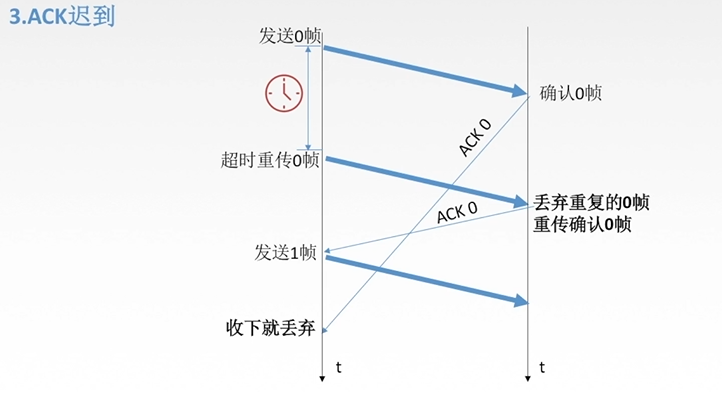 3.ACK迟到
发送0帧
确认0帧
ACK 0
超时重传0帧
丢弃重复的0帧
重传确认0帧
ACK 0
发送1帧
收下就丢弃
t
t